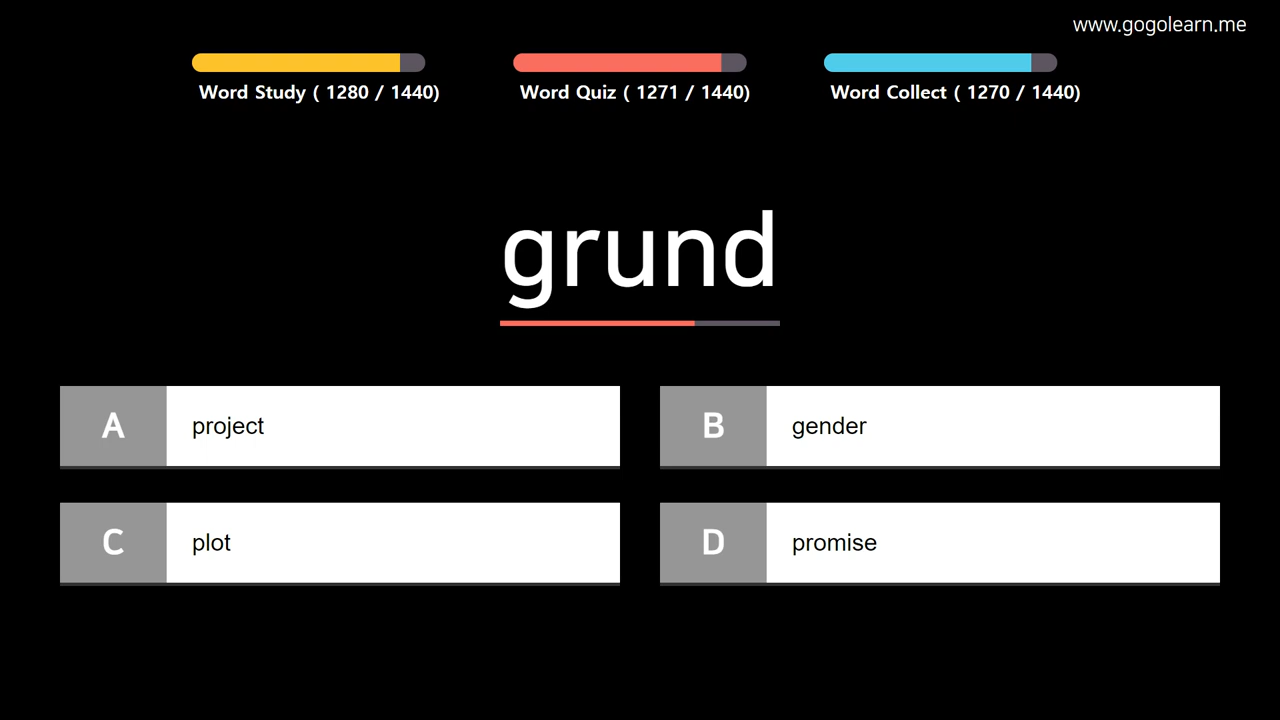 www.gogolearn.me
Word Study ( 1280 / 1440)
Word Quiz ( 1271 / 1440)
Word Collect ( 1270 / 1440)
grund
A project
B gender
C plot
D promise